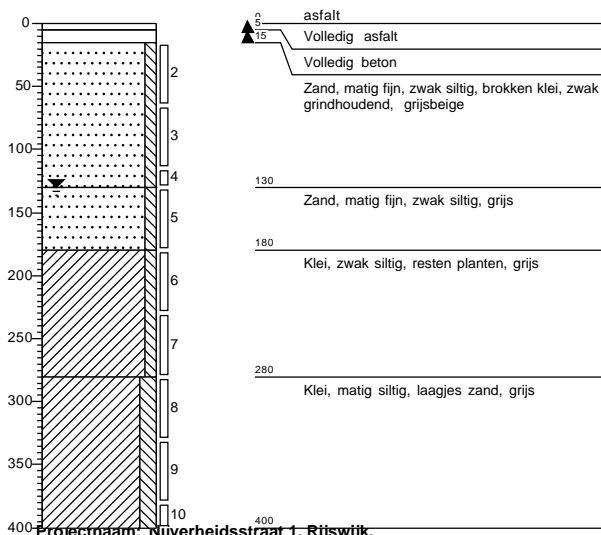 0 asfalt
5
Volledig asfalt
15
Volledig beton
Zand, matig fijn, zwak siltig, brokken klei, zwak
grindhoudend, grijsbeige
130
Zand, matig fijn, zwak siltig, grijs
180
Klei, zwak siltig, resten planten, grijs
280
Klei, matig siltig, laagjes zand, grijs
400
0
50
100
150
200
250
300
350
400
2
3
4
5
6
7
8
9
10
Projectnaam: Nijverheidsstraat 1, Rijswijk.